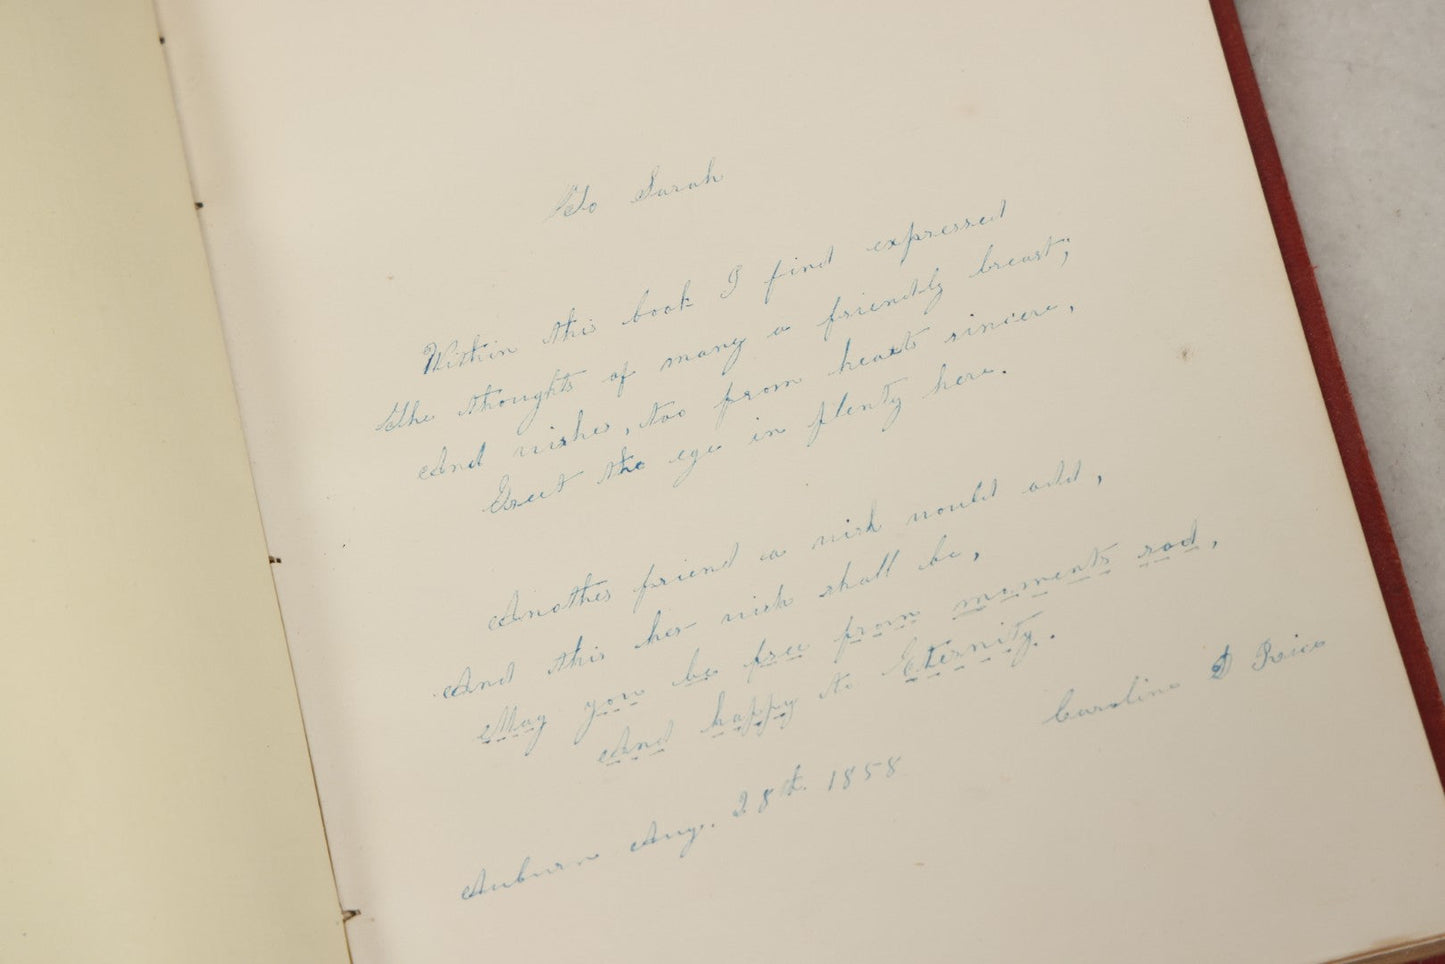 To Sarah
Within this book I find expressed
The thoughts of many a friendly breast;
And wishes, too from hearts sincere,
Greet the eye in plenty here.
Another friend a wish would add,
And this her wish shall be,
May you be free from moments sad,
And happy to Eternity.
Caroline D Price
Auburn Aug. 28th. 1858